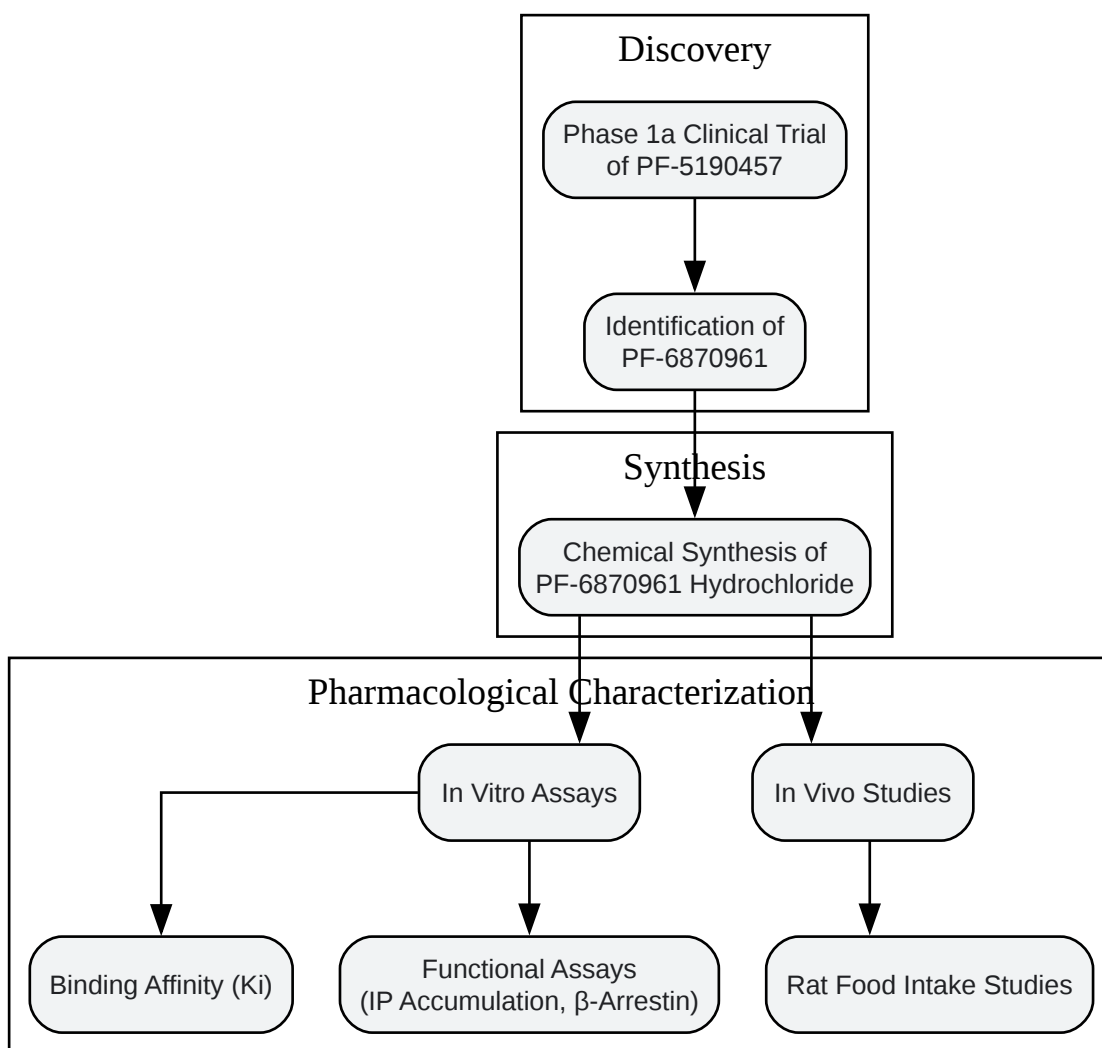 Discovery
Phase 1a Clinical Trial
of PF-5190457
Identification of
PF-6870961
Synthesis
Chemical Synthesis of
PF-6870961 Hydrochloride
Pharmacological Characterization
In Vitro Assays
In Vivo Studies
Binding Affinity (Ki)
Functional Assays
(IP Accumulation, β-Arrestin)
Rat Food Intake Studies